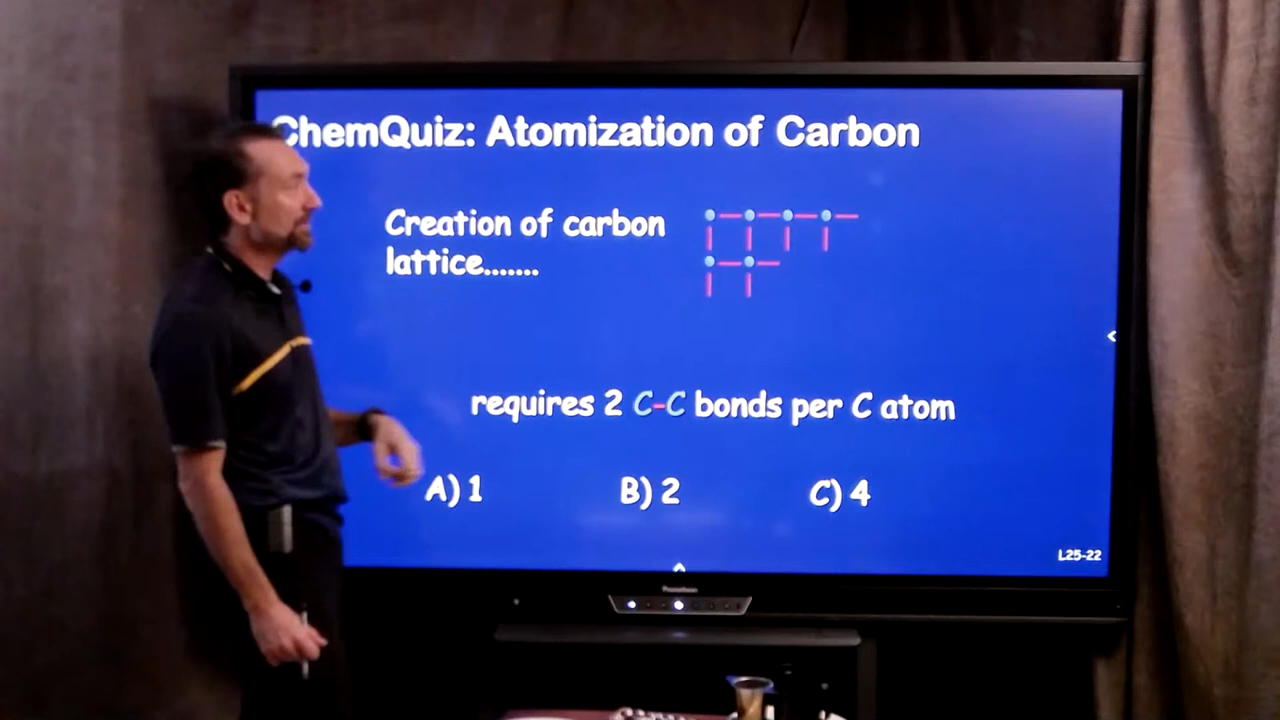 ChemQuiz: Atomization of Carbon
Creation of carbon
lattice.......
requires 2 C-C bonds per C atom
A) 1 B) 2 C) 4
L25-22